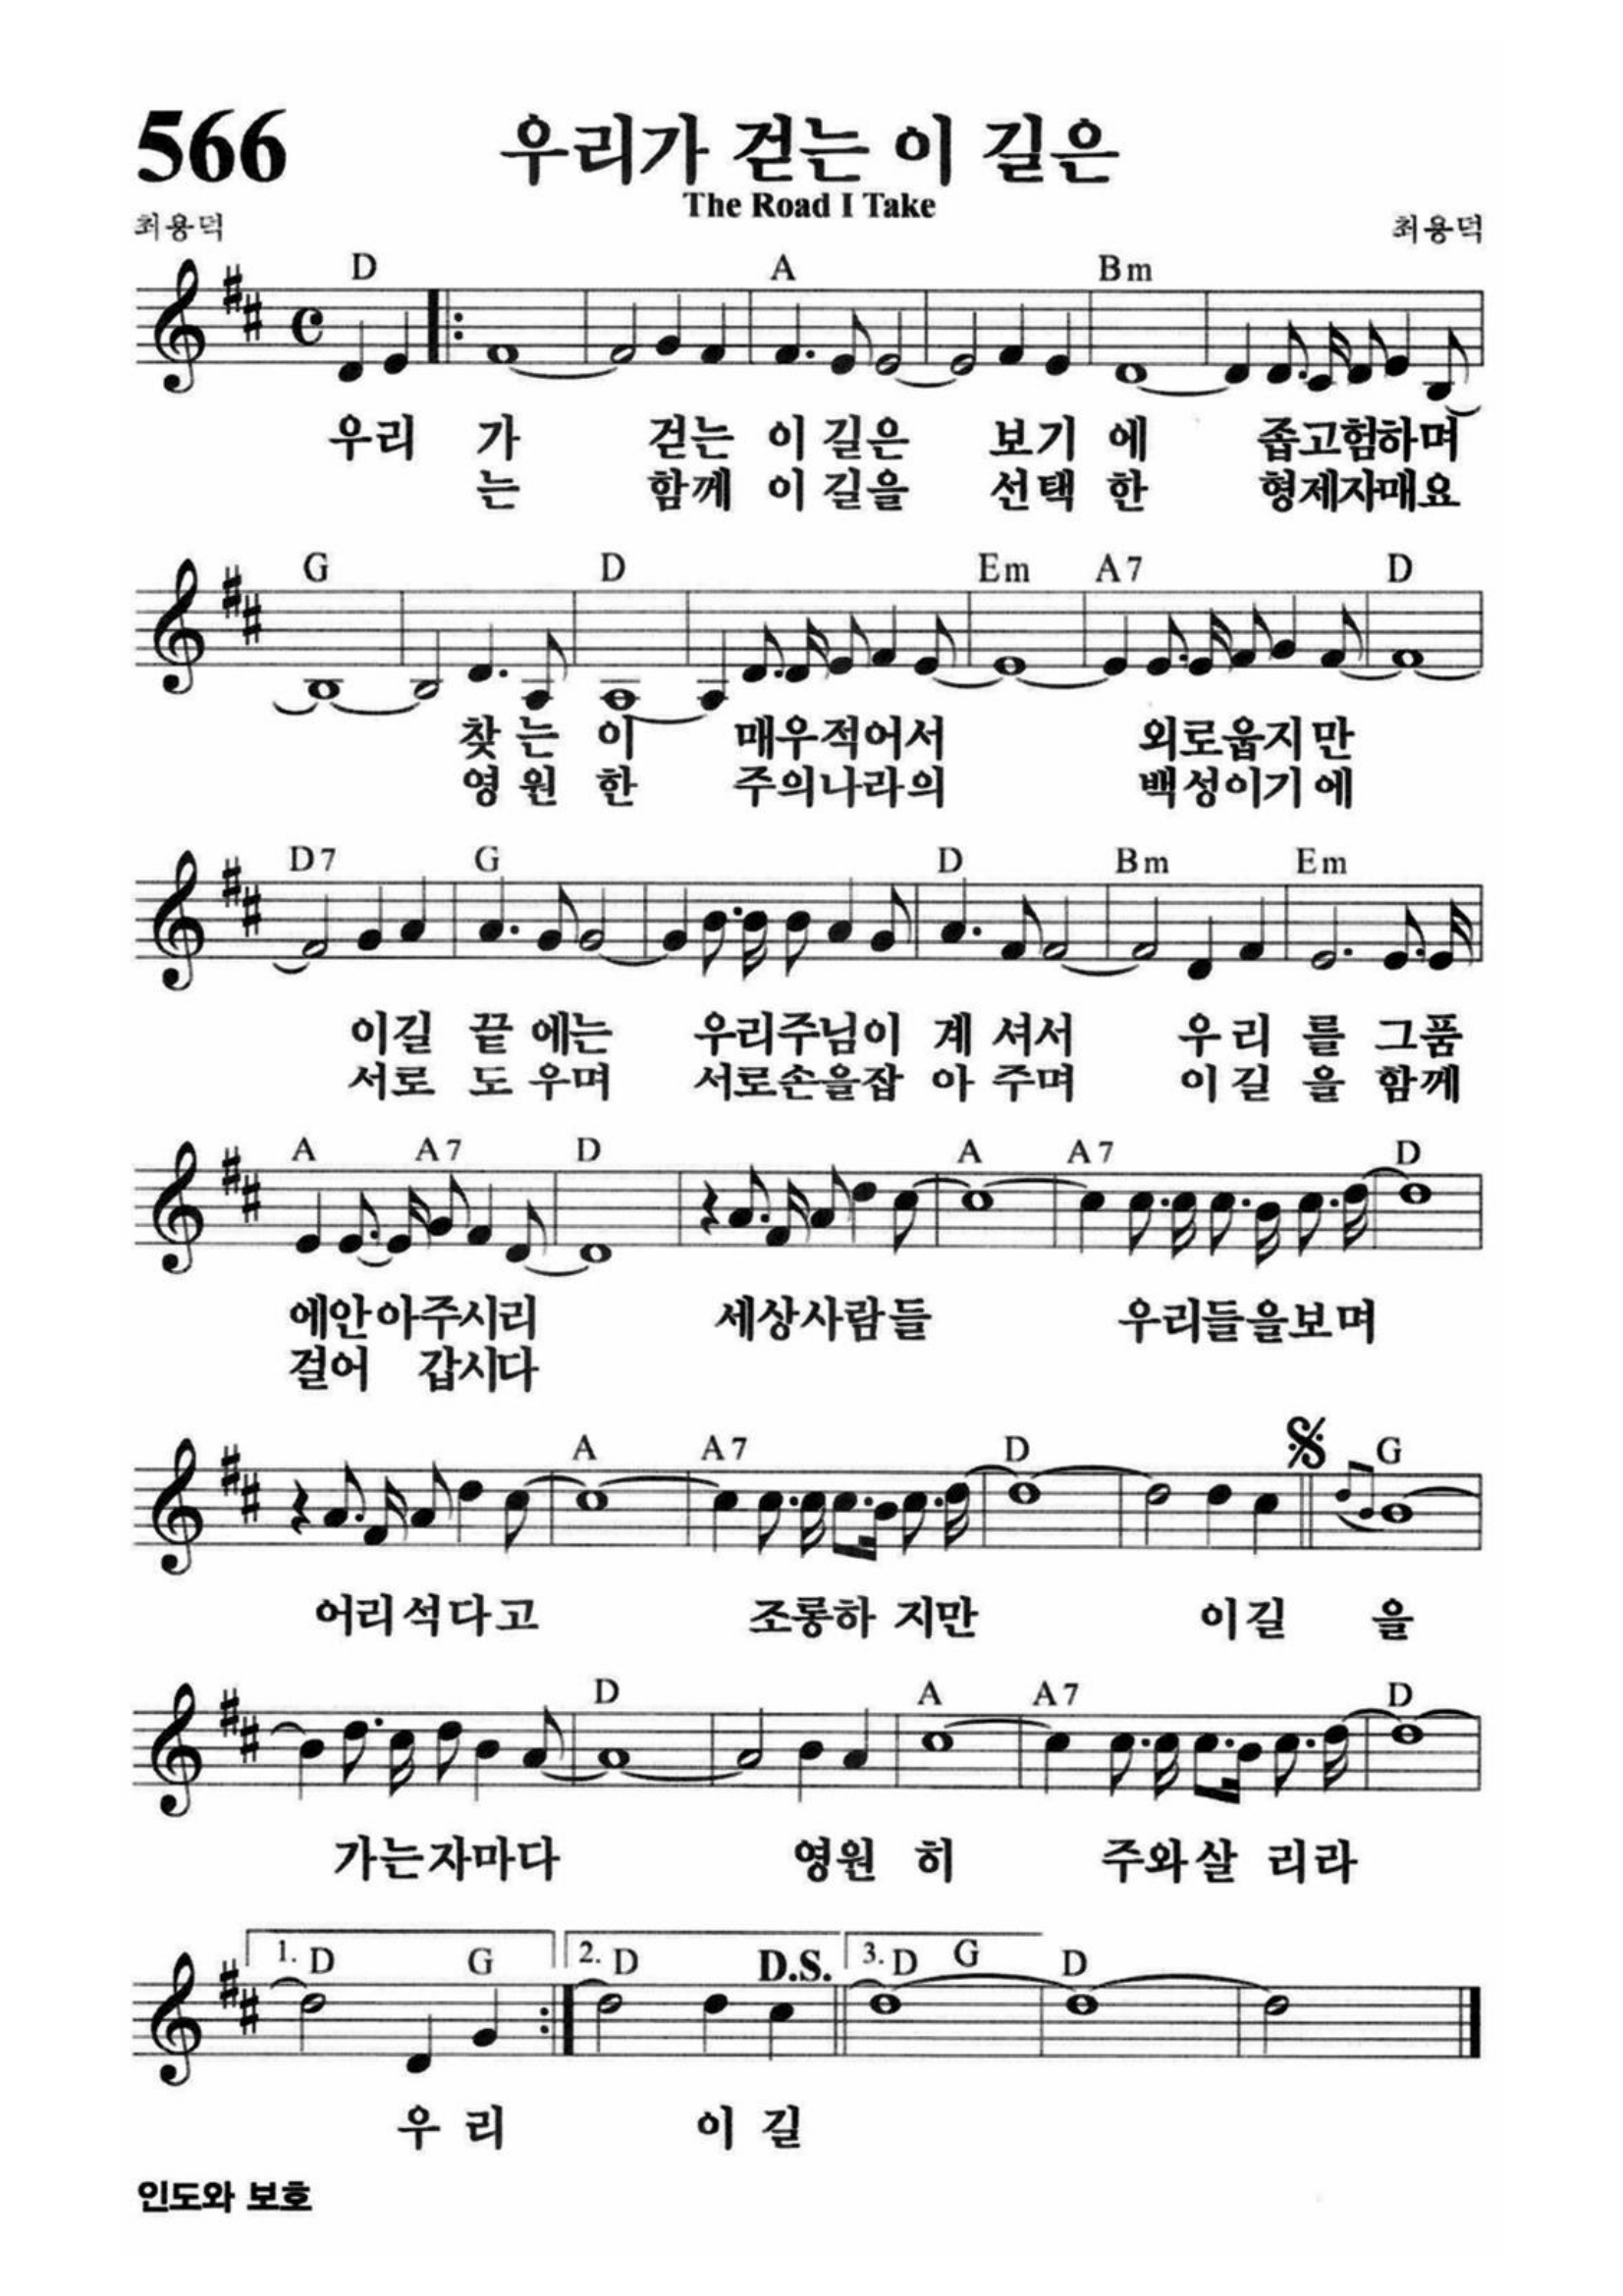 566
우리가 걷는 이 길은
The Road I Take
최용덕 최용덕
D A Bm
우리 가 걷는 이 길은 보기 에 좁고험하며
는 함께 이 길을 선택 한 형제자매요
G D Em A7 D
찾 는 이 매우적어서 외로웁지만
영 원 한 주의나라의 백성이기에
D7 G D Bm Em
이길 끝 에는 우리주님이 계 셔서 우 리 를 그품
서로 도 우며 서로손을잡 아 주며 이 길 을 함께
A A7 D A A7 D
에안아주시리 세상사람들 우리들을보며
걸어 갑시다
A A7 D G
어리석다고 조롱하 지만 이길 을
D A A7 D
가는자마다 영원 히 주와살 리라
1. D G 2. D D.S. 3. D G D
우 리 이 길
인도와 보호